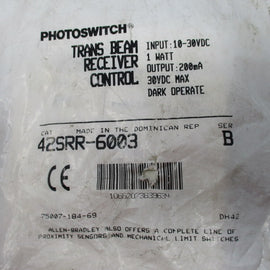 PHOTOSWITCH®
TRANS BEAM
RECEIVER
CONTROL
INPUT: 10-30VDC
1 WATT
OUTPUT: 200mA
30VDC MAX
DARK OPERATE
CAT
MADE IN THE DOMINICAN REP
SER
42SRR-6003
B
CE
75007-184-69
DH42
ALLEN-BRADLEY ALSO OFFERS A COMPLETE LINE OF
PROXIMITY SENSORS AND MECHANICAL LIMIT SWITCHES